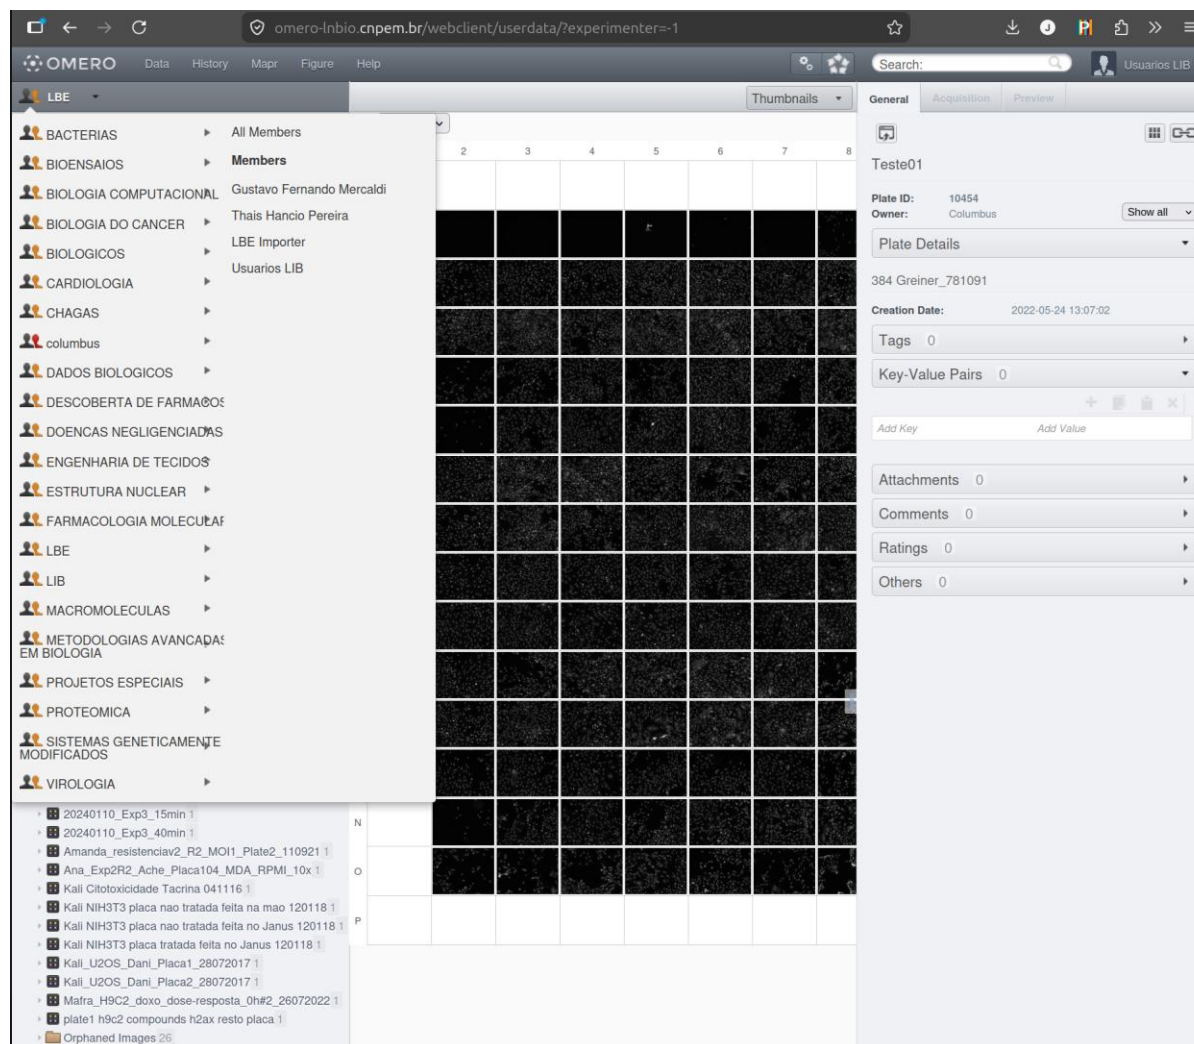 omero-lnbio.cnpem.br/webclient/userdata/?experimenter=-1
OMERO Data History Mapr Figure Help Search: Usuarios LIB
LBE Thumbnails General Acquisition Preview
BACTERIAS
BIOENSAIOS
BIOLOGIA COMPUTACIONAL
BIOLOGIA DO CANCER
BIOLOGICOS
CARDIOLOGIA
CHAGAS
columbus
DADOS BIOLOGICOS
DESCOBERTA DE FARMACOS
DOENCAS NEGLIGENCIADAS
ENGENHARIA DE TECIDOS
ESTRUTURA NUCLEAR
FARMACOLOGIA MOLECULAR
LBE
LIB
MACROMOLECULAS
METODOLOGIAS AVANCADAS
EM BIOLOGIA
PROJETOS ESPECIAIS
PROTEOMICA
SISTEMAS GENETICAMENTE
MODIFICADOS
VIROLOGIA
All Members
Members
Gustavo Fernando Mercaldi
Thais Hancio Pereira
LBE Importer
Usuarios LIB
20240110_Exp3_15min 1
20240110_Exp3_40min 1
Amanda_resistenciav2_R2_MOI1_Plate2_110921 1
Ana_Exp2R2_Ache_Placa104_MDA_RPMI_10x 1
Kali Citotoxicidade Tacrina 041116 1
Kali NIH3T3 placa nao tratada feita na mao 120118 1
Kali NIH3T3 placa nao tratada feita no Janus 120118 1
Kali NIH3T3 placa tratada feita no Janus 120118 1
Kali_U2OS_Dani_Placa1_28072017 1
Kali_U2OS_Dani_Placa2_28072017 1
Mafra_H9C2_doxo_dose-resposta_0h#2_26072022 1
plate1 h9c2 compounds h2ax resto placa 1
Orphaned Images 26
2 3 4 5 6 7 8
N
O
P
Teste01
Plate ID: 10454
Owner: Columbus
Show all
Plate Details
384 Greiner_781091
Creation Date: 2022-05-24 13:07:02
Tags 0
Key-Value Pairs 0
Add Key Add Value
Attachments 0
Comments 0
Ratings 0
Others 0